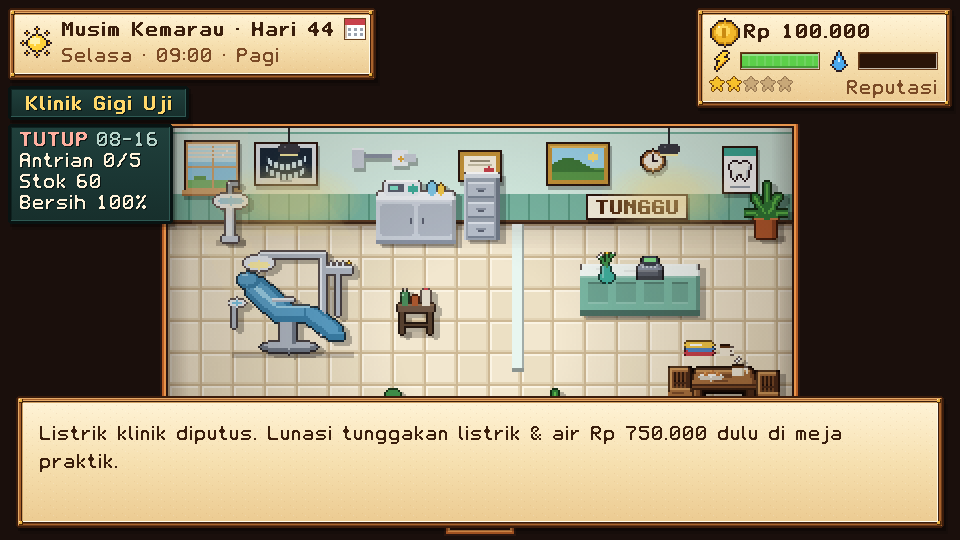 Musim Kemarau · Hari 44
Selasa · 09:00 · Pagi
Rp 100.000
Reputasi
Klinik Gigi Uji
TUTUP 08-16
Antrian 0/5
Stok 60
Bersih 100%
TUNGGU
Listrik klinik diputus. Lunasi tunggakan listrik & air Rp 750.000 dulu di meja
praktik.